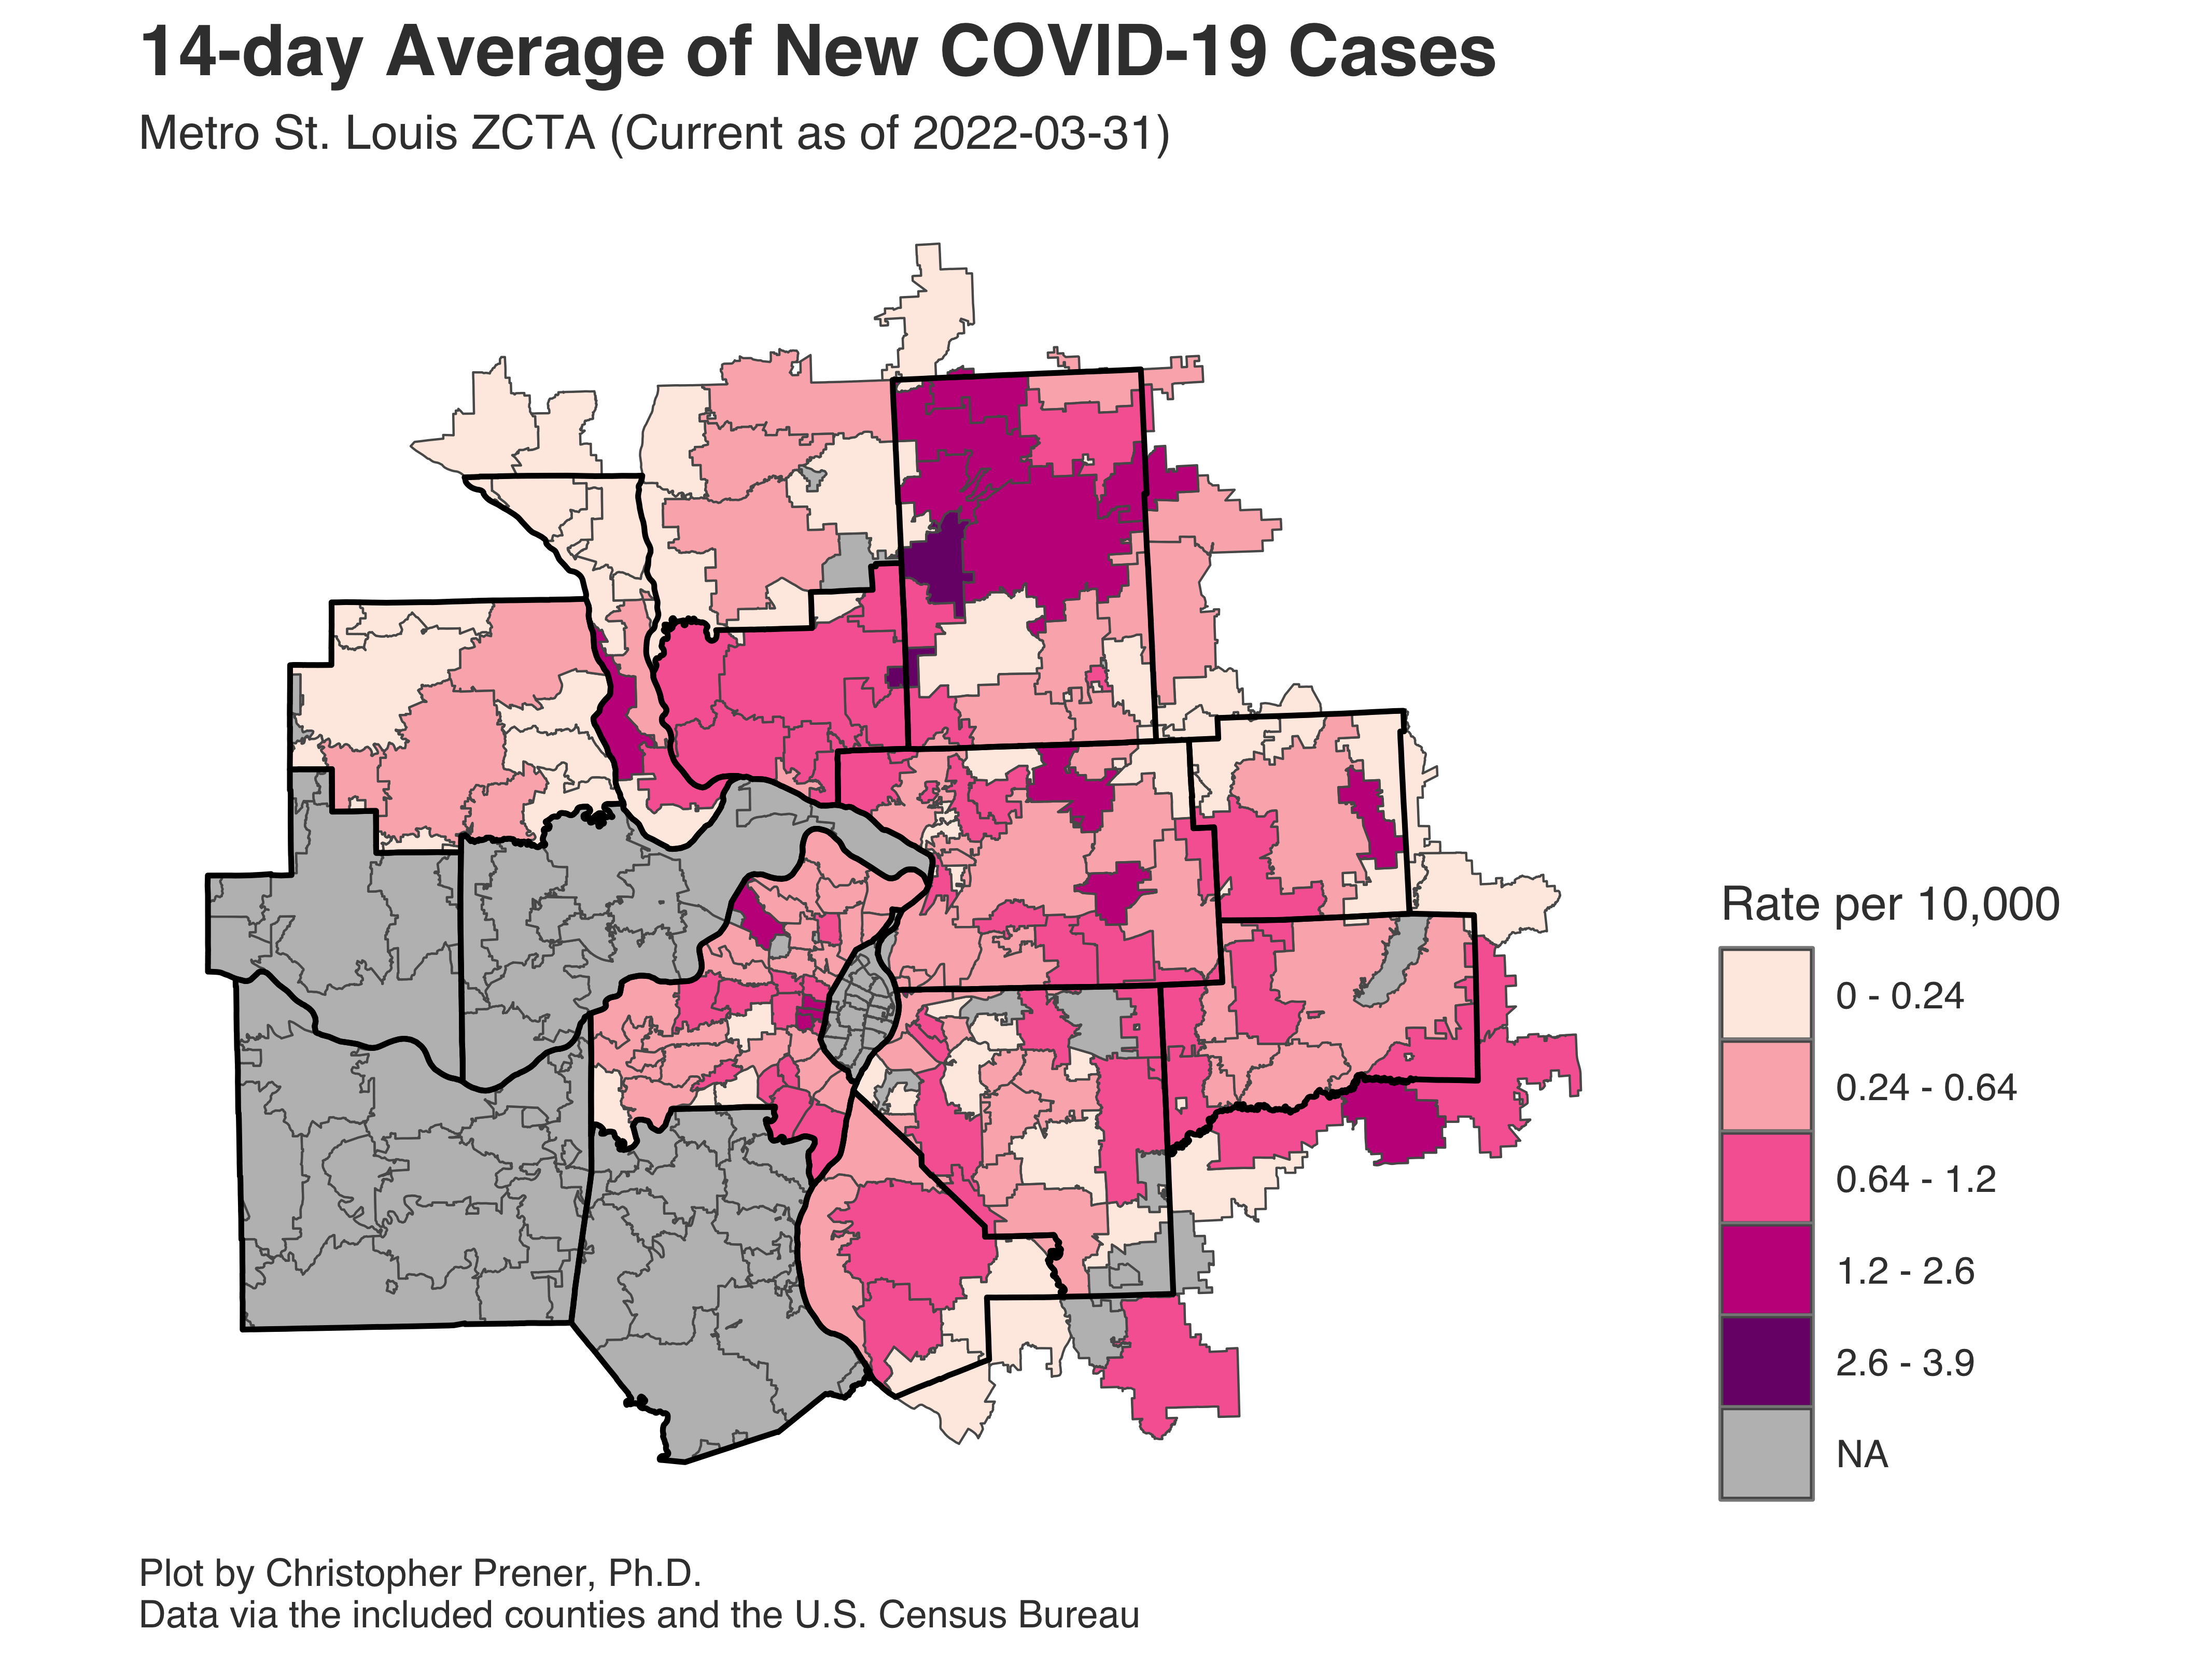 14-day Average of New COVID-19 Cases
Metro St. Louis ZCTA (Current as of 2022-03-31)
Rate per 10,000
0 - 0.24
0.24 - 0.64
0.64 - 1.2
1.2 - 2.6
2.6 - 3.9
NA
Plot by Christopher Prener, Ph.D.
Data via the included counties and the U.S. Census Bureau